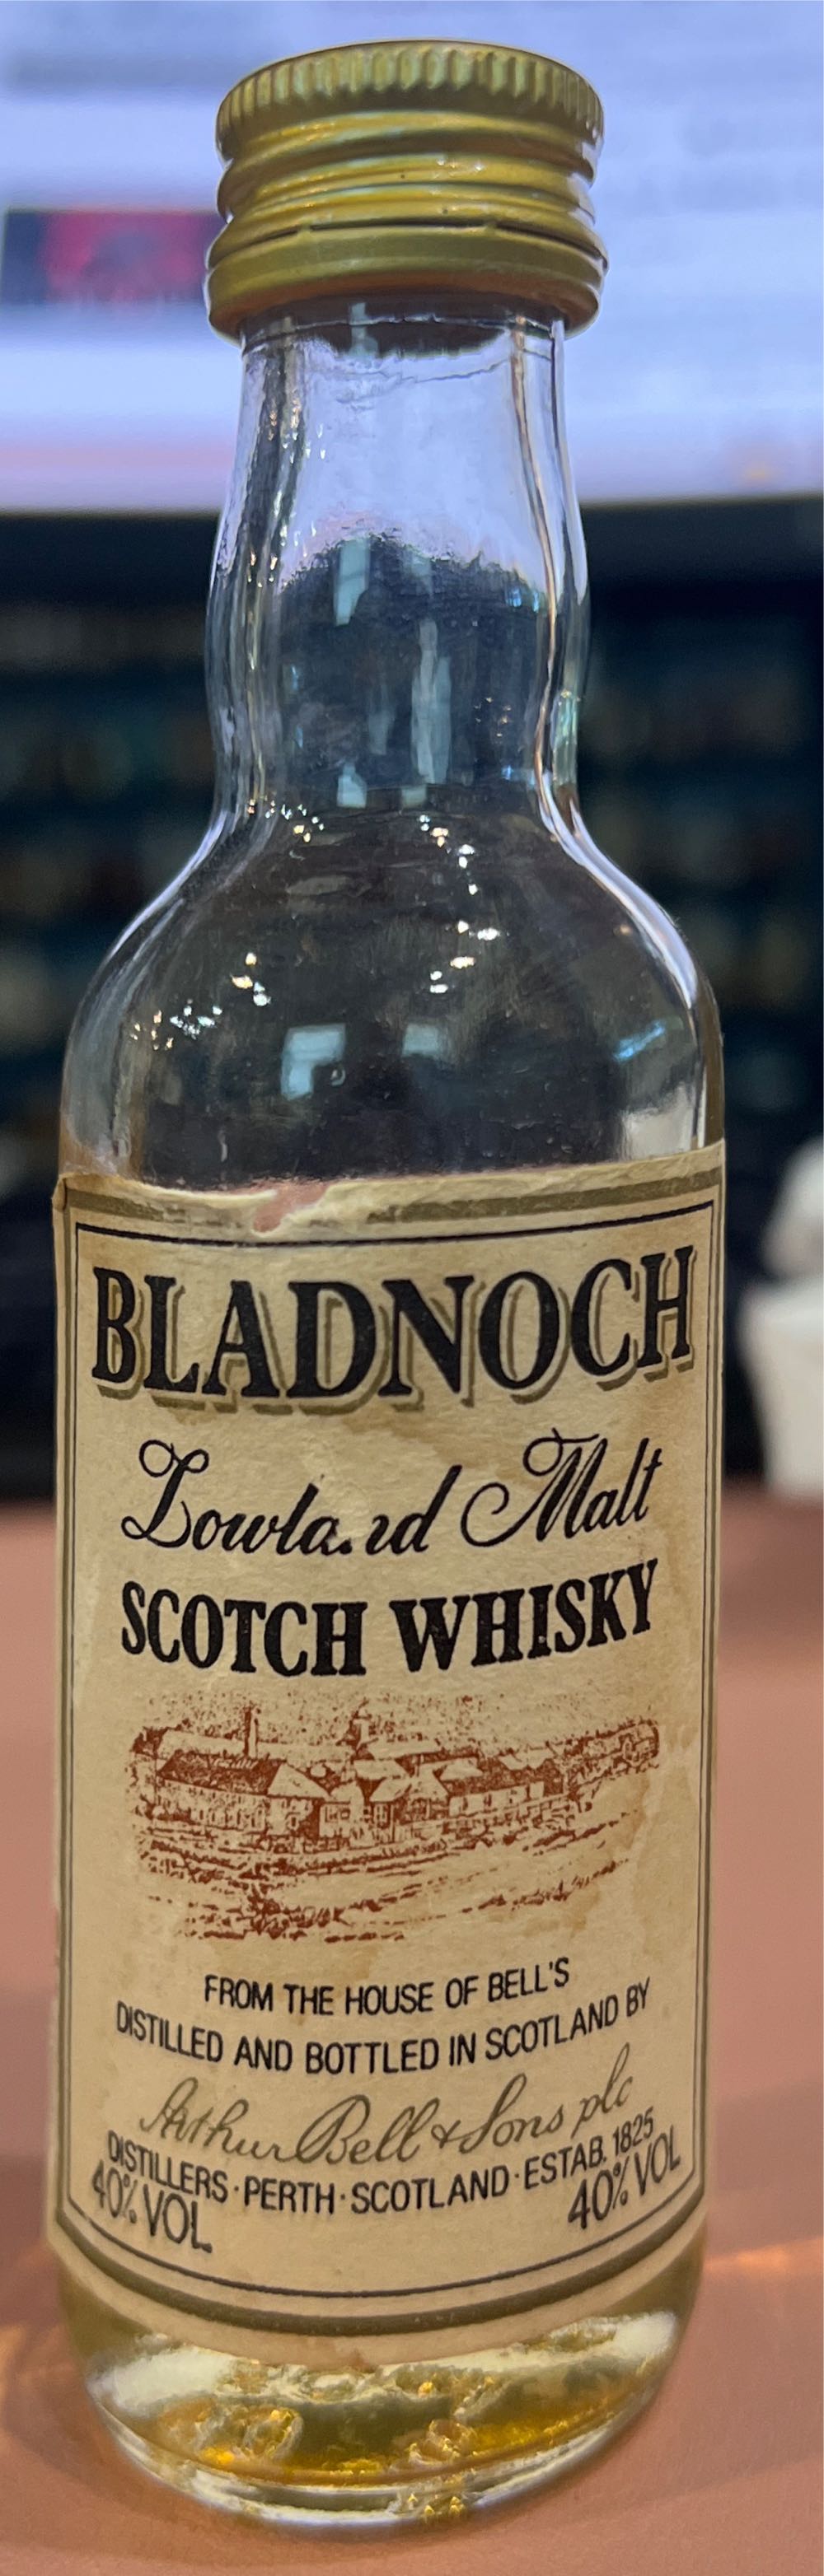 BLADNOCH
Lowland Malt
SCOTCH WHISKY
FROM THE HOUSE OF BELL'S
DISTILLED AND BOTTLED IN SCOTLAND BY
Arthur Bell & Sons plc
DISTILLERS · PERTH · SCOTLAND · ESTAB. 1825
40% VOL 40% VOL